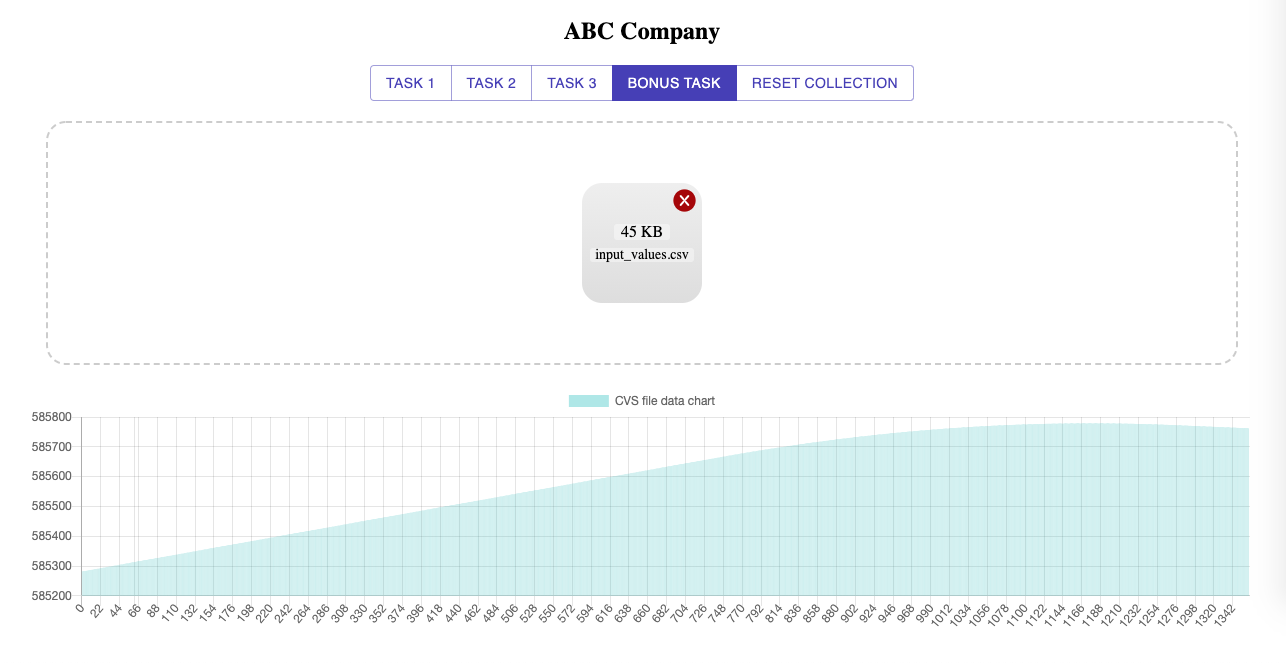 ABC Company
TASK 1 TASK 2 TASK 3 BONUS TASK RESET COLLECTION
X
45 KB
input_values.csv
CVS file data chart
585800
585700
585600
585500
585400
585300
585200
0 22 44 66 88 110 132 154 176 198 220 242 264 286 308 330 352 374 396 418 440 462 484 506 528 550 572 594 616 638 660 682 704 726 748 770 792 814 836 858 880 902 924 946 968 990 1012 1034 1056 1078 1100 1122 1144 1166 1188 1210 1232 1254 1276 1298 1320 1342